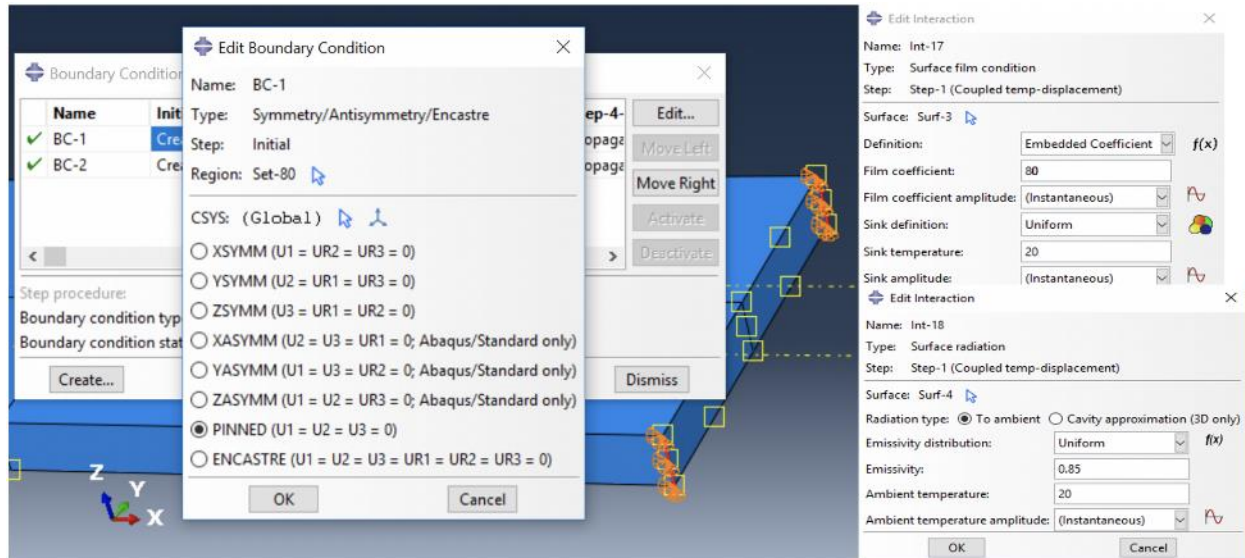 Edit Boundary Condition
Name: BC-1
Type: Symmetry/Antisymmetry/Encastre
Step: Initial
Region: Set-80
CSYS: (Global)
XSYMM (U1 = UR2 = UR3 = 0)
YSYMM (U2 = UR1 = UR3 = 0)
ZSYMM (U3 = UR1 = UR2 = 0)
XASYMM (U2 = U3 = UR1 = 0; Abaqus/Standard only)
YASYMM (U1 = U3 = UR2 = 0; Abaqus/Standard only)
ZASYMM (U1 = U2 = UR3 = 0; Abaqus/Standard only)
PINNED (U1 = U2 = U3 = 0)
ENCASTRE (U1 = U2 = U3 = UR1 = UR2 = UR3 = 0)
OK Cancel
Boundary Condition
Name Init ep-4- Edit...
BC-1 Crea opaga Move Left
BC-2 Crea opaga
Move Right
Activate
< > Deactivate
Step procedure:
Boundary condition typ
Boundary condition stat
Create... Dismiss
Z
Y
X
Edit Interaction
Name: Int-17
Type: Surface film condition
Step: Step-1 (Coupled temp-displacement)
Surface: Surf-3
Definition: Embedded Coefficient f(x)
Film coefficient: 80
Film coefficient amplitude: (Instantaneous)
Sink definition: Uniform
Sink temperature: 20
Sink amplitude: (Instantaneous)
Edit Interaction
Name: Int-18
Type: Surface radiation
Step: Step-1 (Coupled temp-displacement)
Surface: Surf-4
Radiation type: To ambient Cavity approximation (3D only)
Emissivity distribution: Uniform f(x)
Emissivity: 0.85
Ambient temperature: 20
Ambient temperature amplitude: (Instantaneous)
OK Cancel